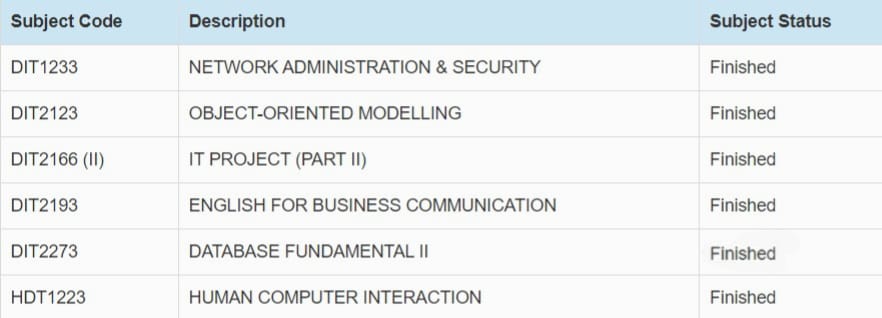 Subject Code Description Subject Status
DIT1233 NETWORK ADMINISTRATION & SECURITY Finished
DIT2123 OBJECT-ORIENTED MODELLING Finished
DIT2166 (II) IT PROJECT (PART II) Finished
DIT2193 ENGLISH FOR BUSINESS COMMUNICATION Finished
DIT2273 DATABASE FUNDAMENTAL II Finished
HDT1223 HUMAN COMPUTER INTERACTION Finished